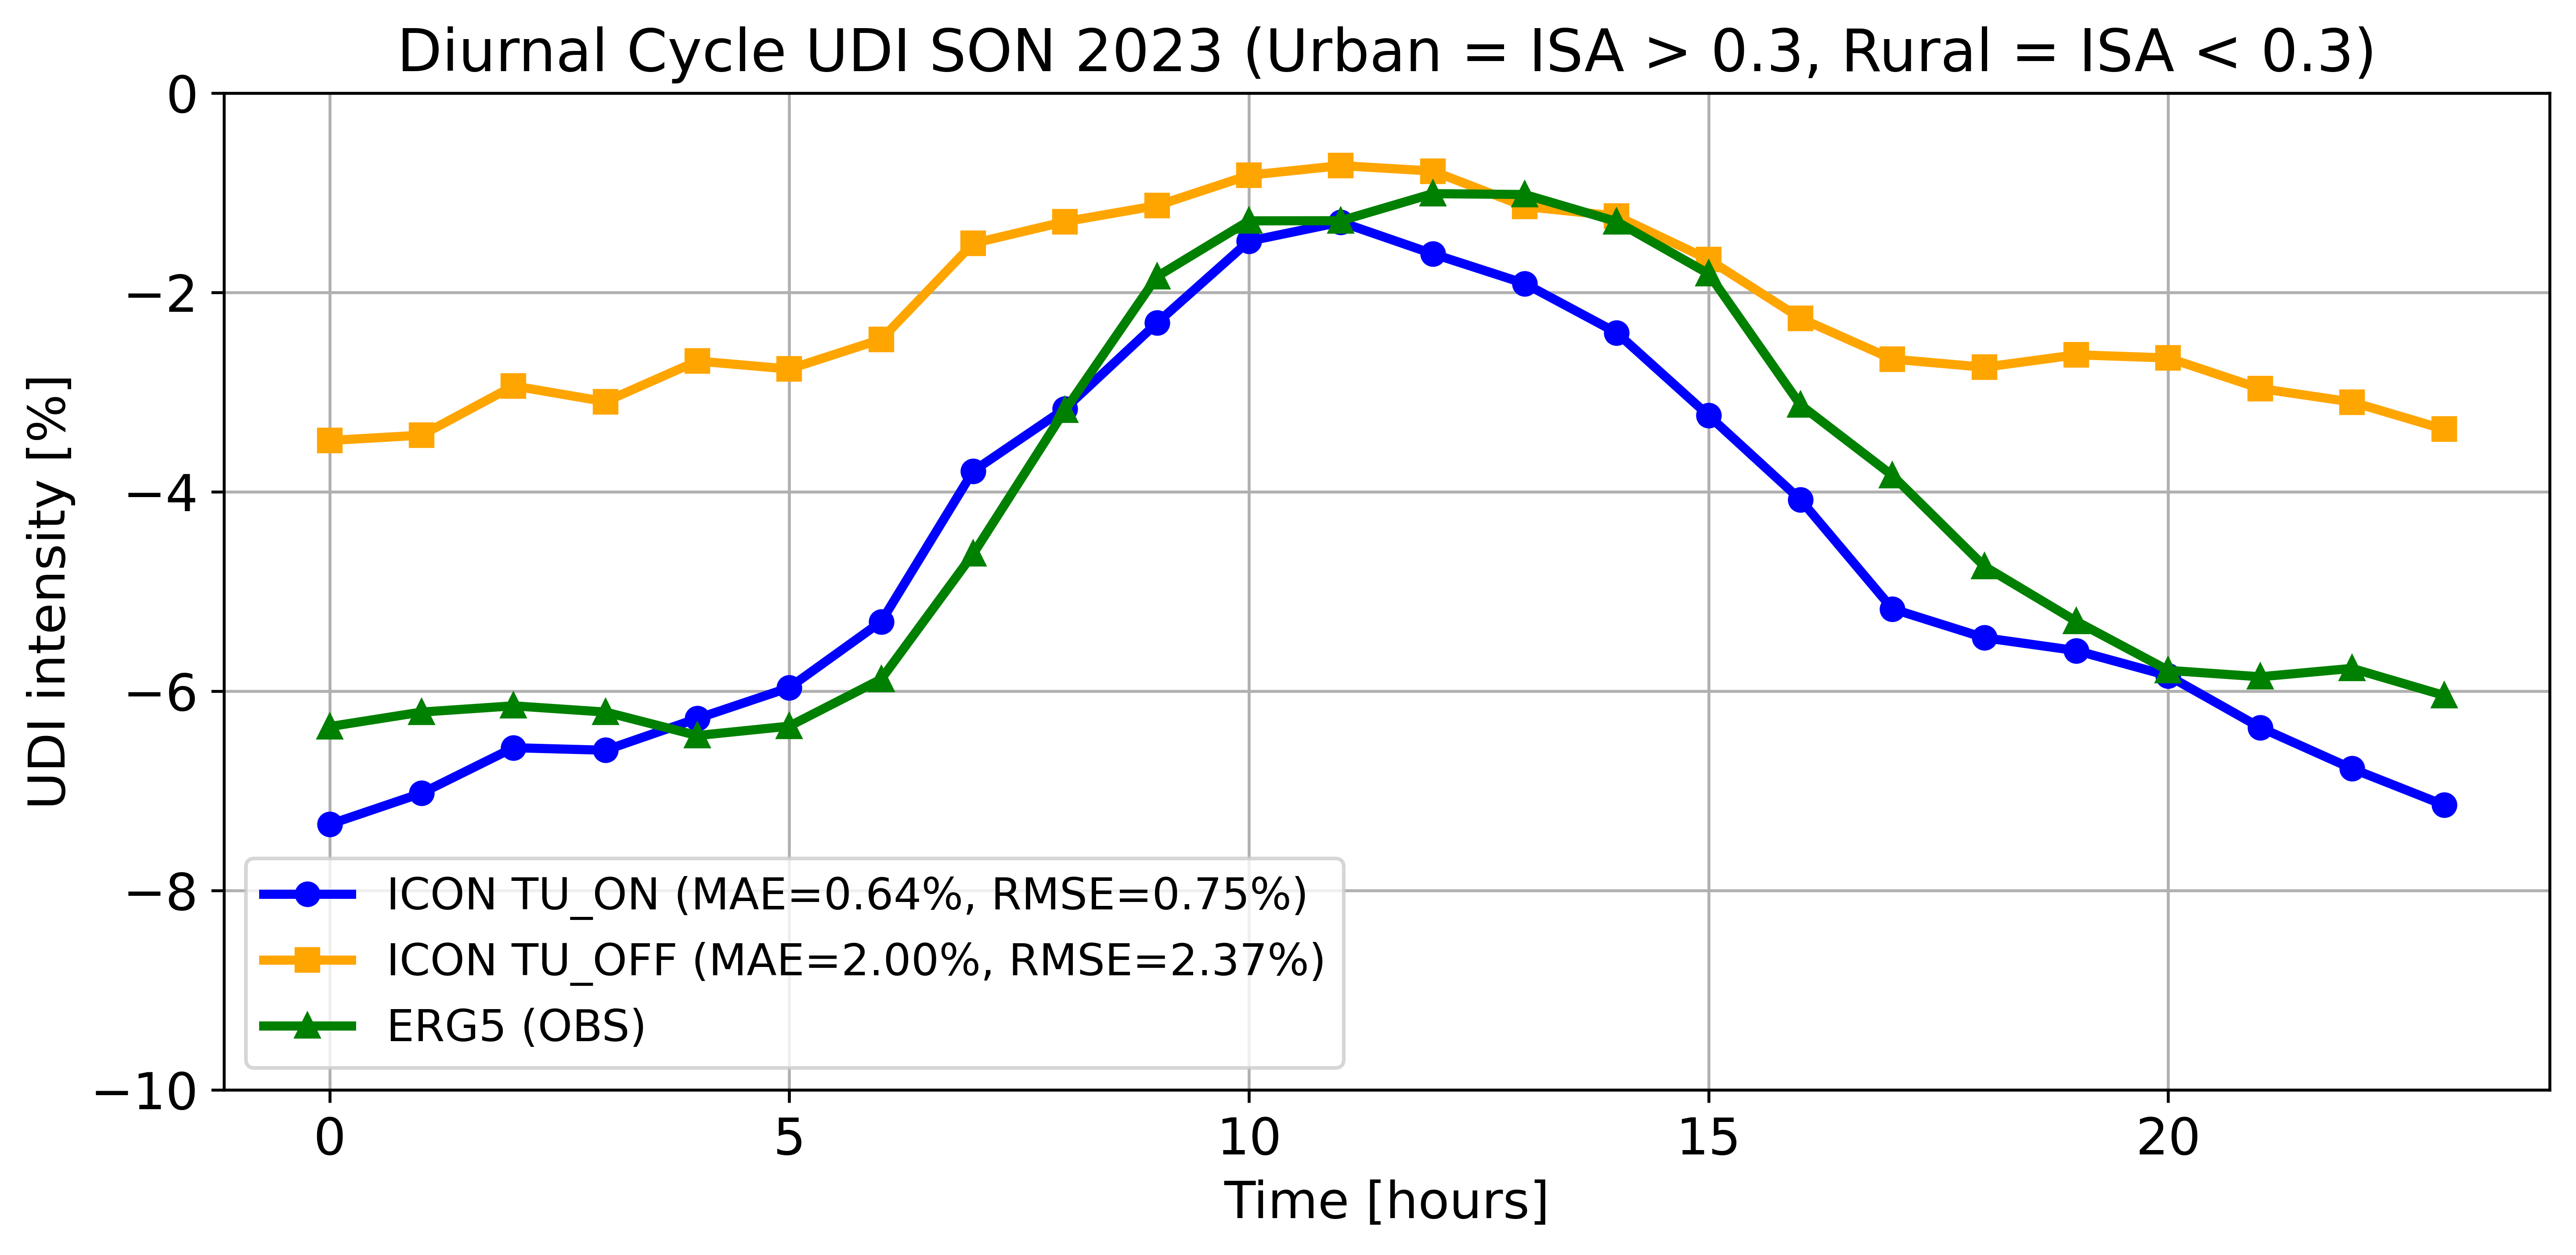 Diurnal Cycle UDI SON 2023 (Urban = ISA > 0.3, Rural = ISA < 0.3)
UDI intensity [%]
0
−2
−4
−6
−8
−10
ICON TU_ON (MAE=0.64%, RMSE=0.75%)
ICON TU_OFF (MAE=2.00%, RMSE=2.37%)
ERG5 (OBS)
0 5 10 15 20
Time [hours]